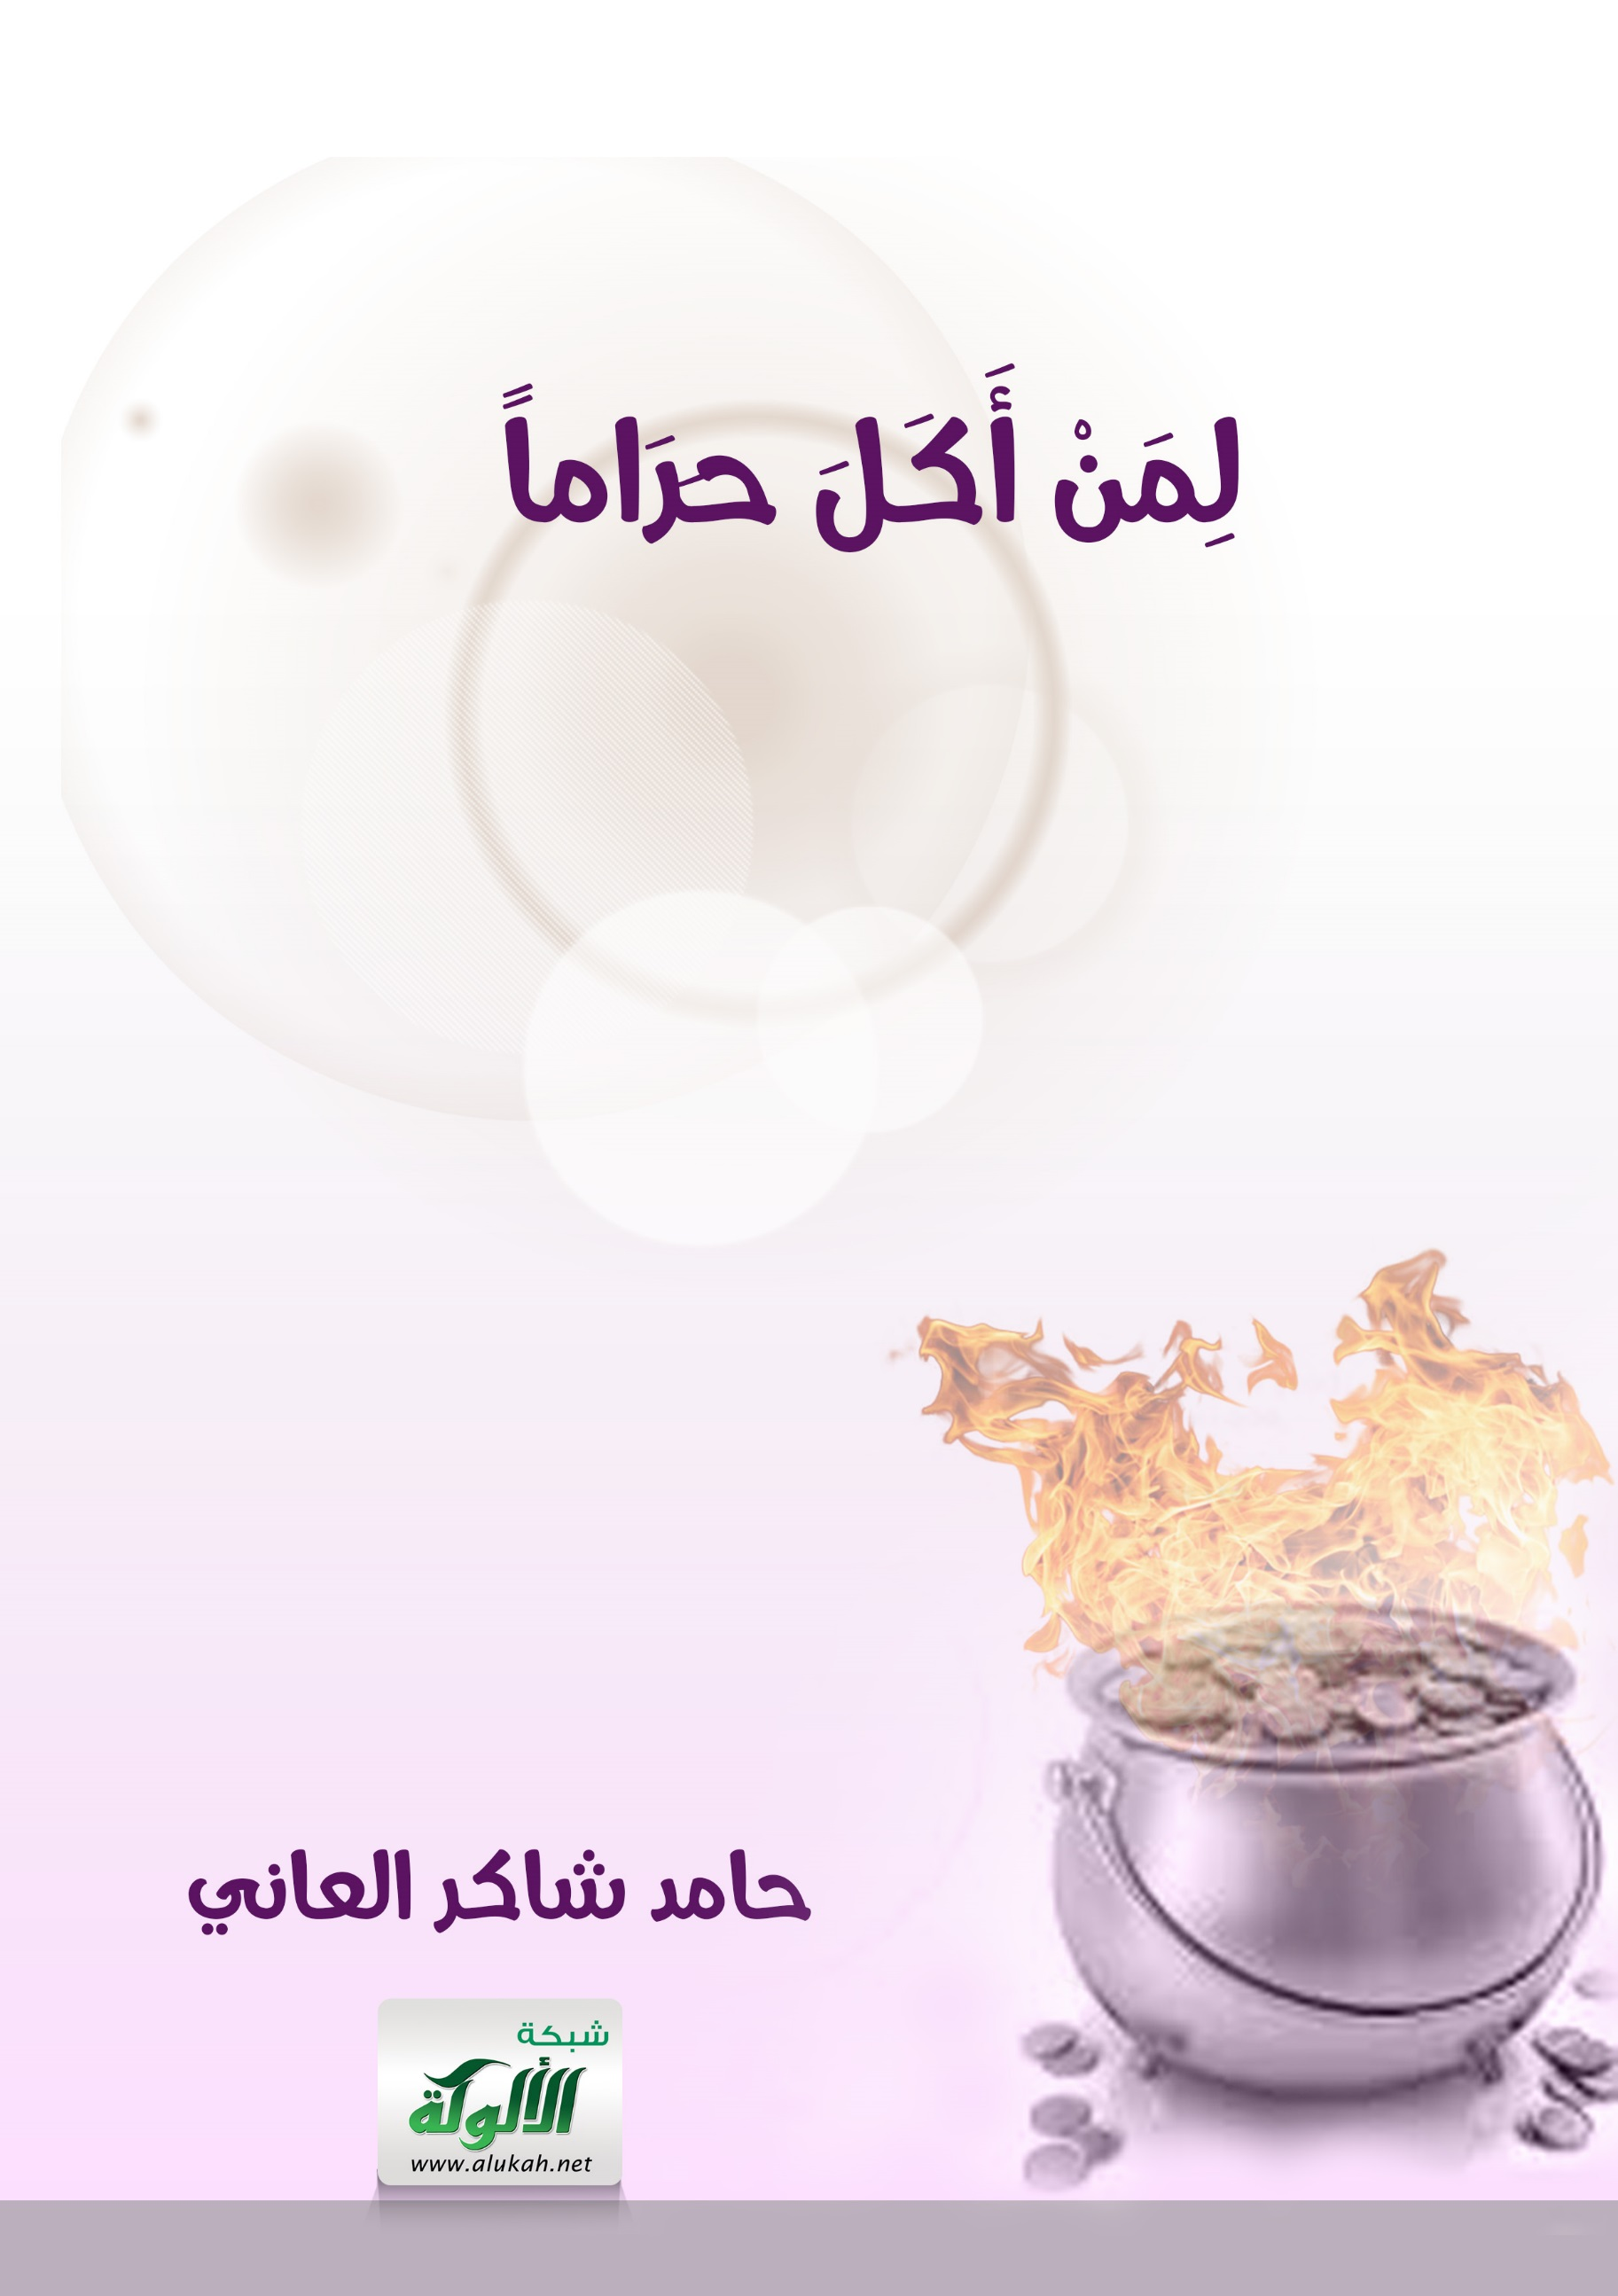 لِمَنْ أَكَلَ حرَاماً
حامد شاكر العاني
شبكة
الألوكة
www.alukah.net